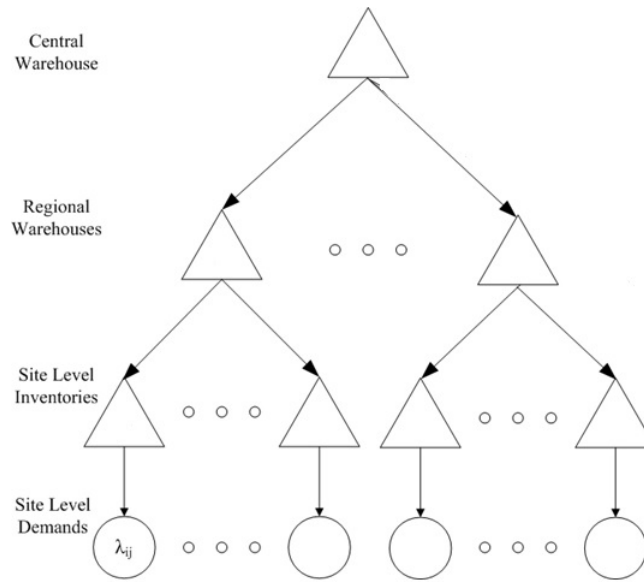 Central
Warehouse
Regional
Warehouses
Site Level
Inventories
Site Level
Demands
λij